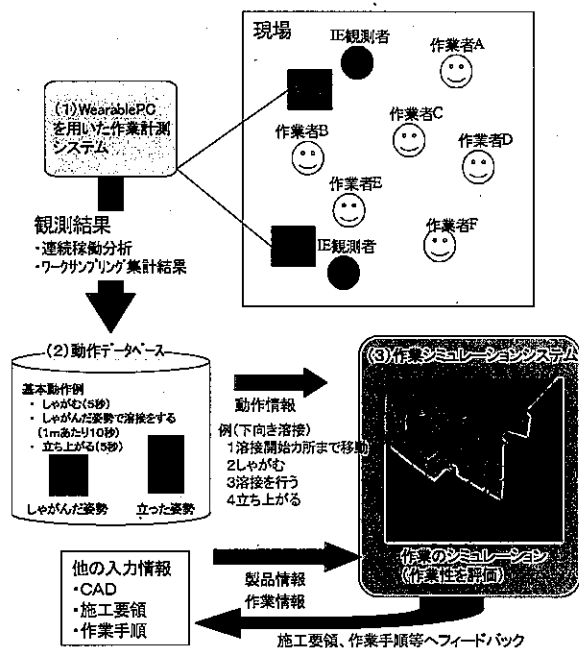 現場
IE観測者
作業者A
(1)WearablePC
を用いた作業計測
システム
作業者B
作業者C
作業者D
作業者E
作業者F
IE観測者
観測結果
・連続稼働分析
・ワークサンプリング集計結果
(2)動作データベース
基本動作例
・ しゃがむ(5秒)
・ しゃがんだ姿勢で溶接をする
(1mあたり10秒)
・ 立ち上がる(5秒)
しゃがんだ姿勢
立った姿勢
動作情報
例(下向き溶接)
1溶接開始カ所まで移動
2しゃがむ
3溶接を行う
4立ち上がる
(3)作業シミュレーションシステム
作業のシミュレーション
(作業性を評価)
他の入力情報
・CAD
・施工要領
・作業手順
製品情報
作業情報
施工要領、作業手順等へフィードバック